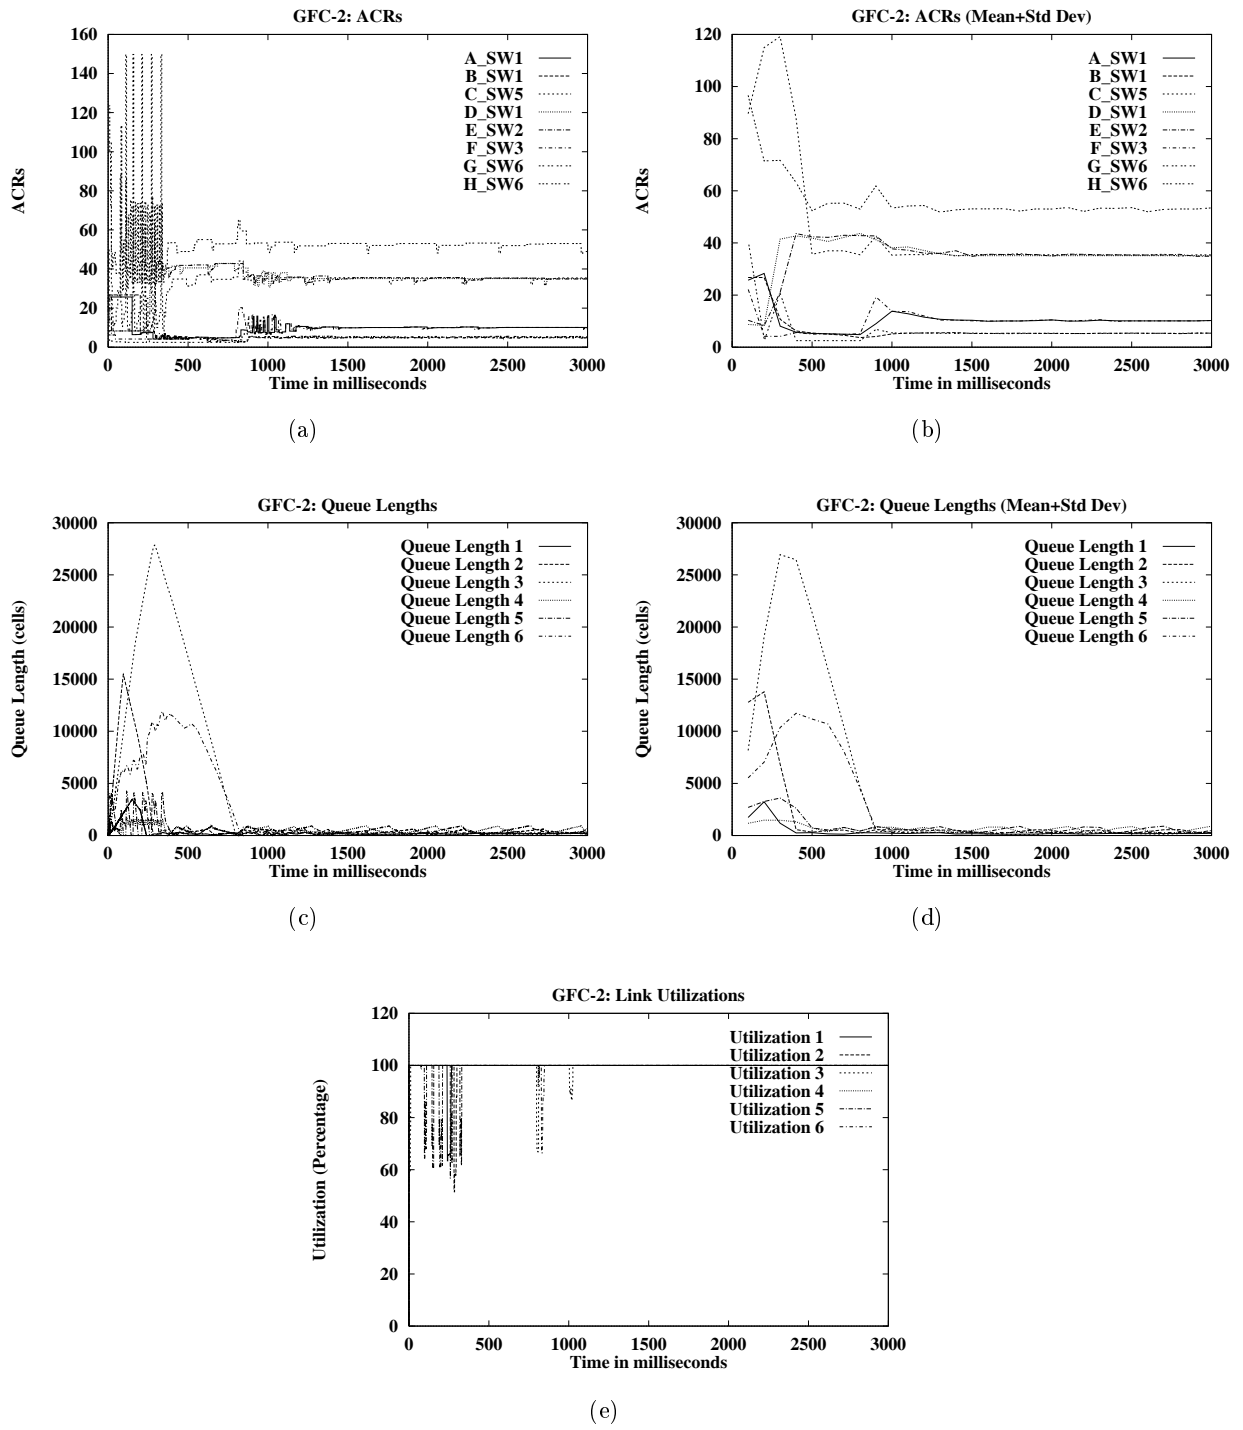 GFC-2: ACRs
ACRs
160
140
120
100
80
60
40
20
0
A_SW1
B_SW1
C_SW5
D_SW1
E_SW2
F_SW3
G_SW6
H_SW6
0 500 1000 1500 2000 2500 3000
Time in milliseconds
(a)
GFC-2: ACRs (Mean+Std Dev)
ACRs
120
100
80
60
40
20
0
A_SW1
B_SW1
C_SW5
D_SW1
E_SW2
F_SW3
G_SW6
H_SW6
0 500 1000 1500 2000 2500 3000
Time in milliseconds
(b)
GFC-2: Queue Lengths
Queue Length (cells)
30000
25000
20000
15000
10000
5000
0
Queue Length 1
Queue Length 2
Queue Length 3
Queue Length 4
Queue Length 5
Queue Length 6
0 500 1000 1500 2000 2500 3000
Time in milliseconds
(c)
GFC-2: Queue Lengths (Mean+Std Dev)
Queue Length (cells)
30000
25000
20000
15000
10000
5000
0
Queue Length 1
Queue Length 2
Queue Length 3
Queue Length 4
Queue Length 5
Queue Length 6
0 500 1000 1500 2000 2500 3000
Time in milliseconds
(d)
GFC-2: Link Utilizations
Utilization (Percentage)
120
100
80
60
40
20
0
Utilization 1
Utilization 2
Utilization 3
Utilization 4
Utilization 5
Utilization 6
0 500 1000 1500 2000 2500 3000
Time in milliseconds
(e)